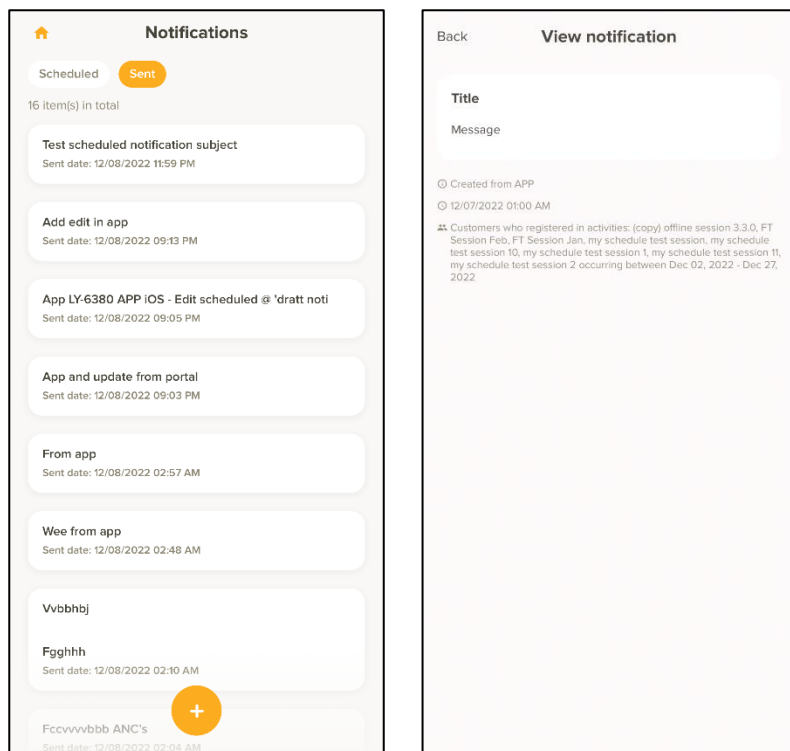 Notifications
Scheduled
Sent
16 item(s) in total
Test scheduled notification subject
Sent date: 12/08/2022 11:59 PM
Add edit in app
Sent date: 12/08/2022 09:13 PM
App LY-6380 APP iOS - Edit scheduled @ 'dratt noti
Sent date: 12/08/2022 09:05 PM
App and update from portal
Sent date: 12/08/2022 09:03 PM
From app
Sent date: 12/08/2022 02:57 AM
Wee from app
Sent date: 12/08/2022 02:48 AM
Vvbbhbj
Fgghhh
Sent date: 12/08/2022 02:10 AM
Fccvvvvbbb ANC's
Sent date: 12/08/2022 02:04 AM
Back
View notification
Title
Message
Created from APP
12/07/2022 01:00 AM
Customers who registered in activities: (copy) offline session 3.3.0, FT
Session Feb, FT Session Jan, my schedule test session, my schedule
test session 10, my schedule test session 1, my schedule test session 11,
my schedule test session 2 occurring between Dec 02, 2022 - Dec 27,
2022